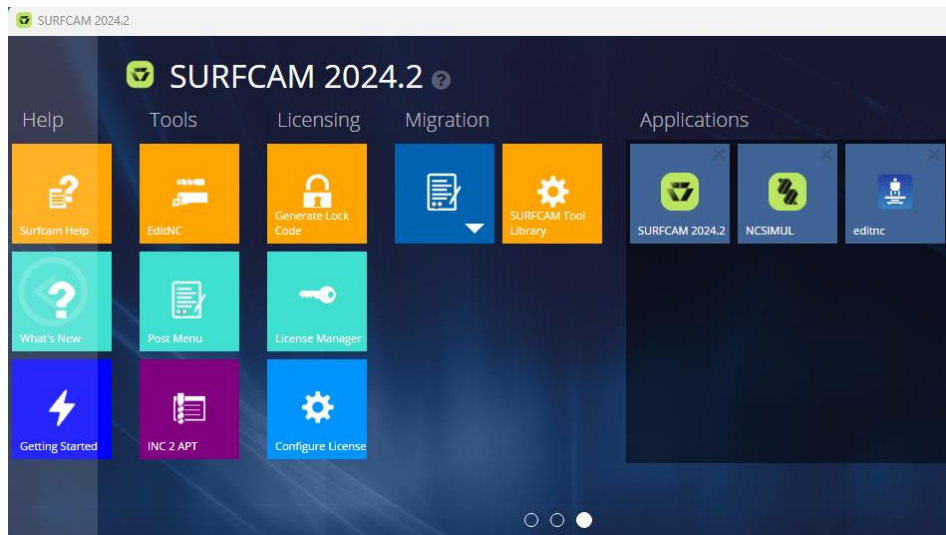 SURFCAM 2024.2
SURFCAM 2024.2
Help
Tools
Licensing
Migration
Applications
Surfcam Help
EditNC
Generate Lock
Code
SURFCAM Tool
Library
SURFCAM 2024.2
NCSIMUL
editnc
What's New
Post Menu
License Manager
Getting Started
INC 2 APT
Configure License